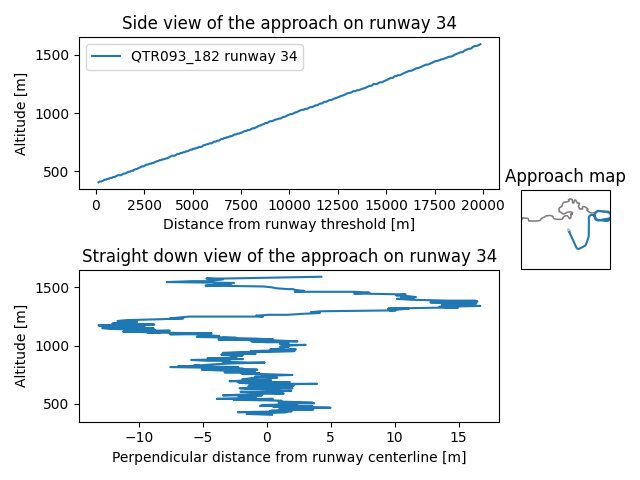 Side view of the approach on runway 34
Altitude [m]
1500
1000
500
QTR093_182 runway 34
0 2500 5000 7500 10000 12500 15000 17500 20000
Distance from runway threshold [m]
Approach map
Straight down view of the approach on runway 34
Altitude [m]
1500
1000
500
−10 −5 0 5 10 15
Perpendicular distance from runway centerline [m]